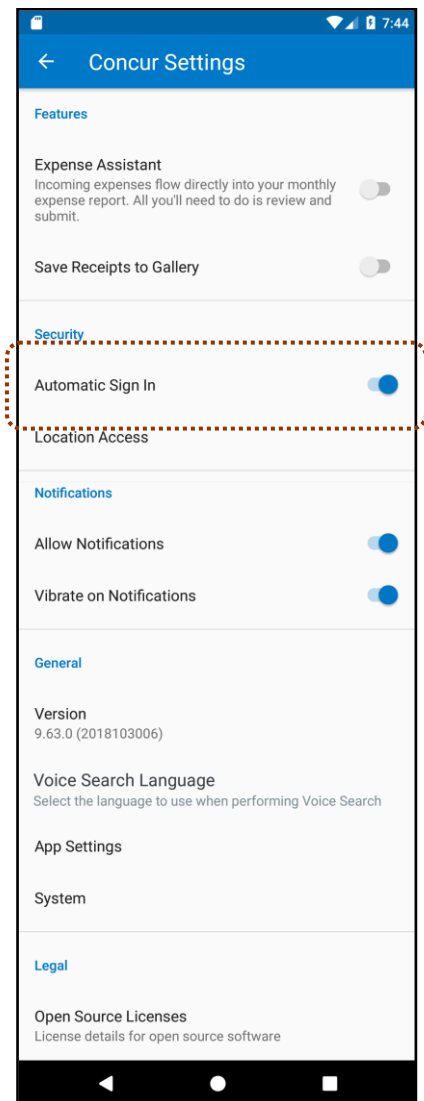 7:44
Concur Settings
Features
Expense Assistant
Incoming expenses flow directly into your monthly
expense report. All you'll need to do is review and
submit.
Save Receipts to Gallery
Security
Automatic Sign In
Location Access
Notifications
Allow Notifications
Vibrate on Notifications
General
Version
9.63.0 (2018103006)
Voice Search Language
Select the language to use when performing Voice Search
App Settings
System
Legal
Open Source Licenses
License details for open source software